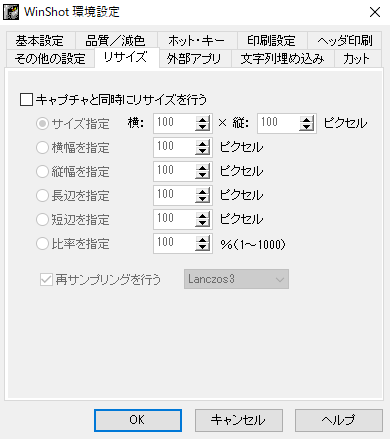 WinShot 環境設定
基本設定 品質／減色 ホット・キー 印刷設定 ヘッダ印刷
その他の設定 リサイズ 外部アプリ 文字列埋め込み カット
キャプチャと同時にリサイズを行う
サイズ指定 横: 100 × 縦: 100 ピクセル
横幅を指定 100 ピクセル
縦幅を指定 100 ピクセル
長辺を指定 100 ピクセル
短辺を指定 100 ピクセル
比率を指定 100 %(1～1000)
再サンプリングを行う Lanczos3
OK キャンセル ヘルプ